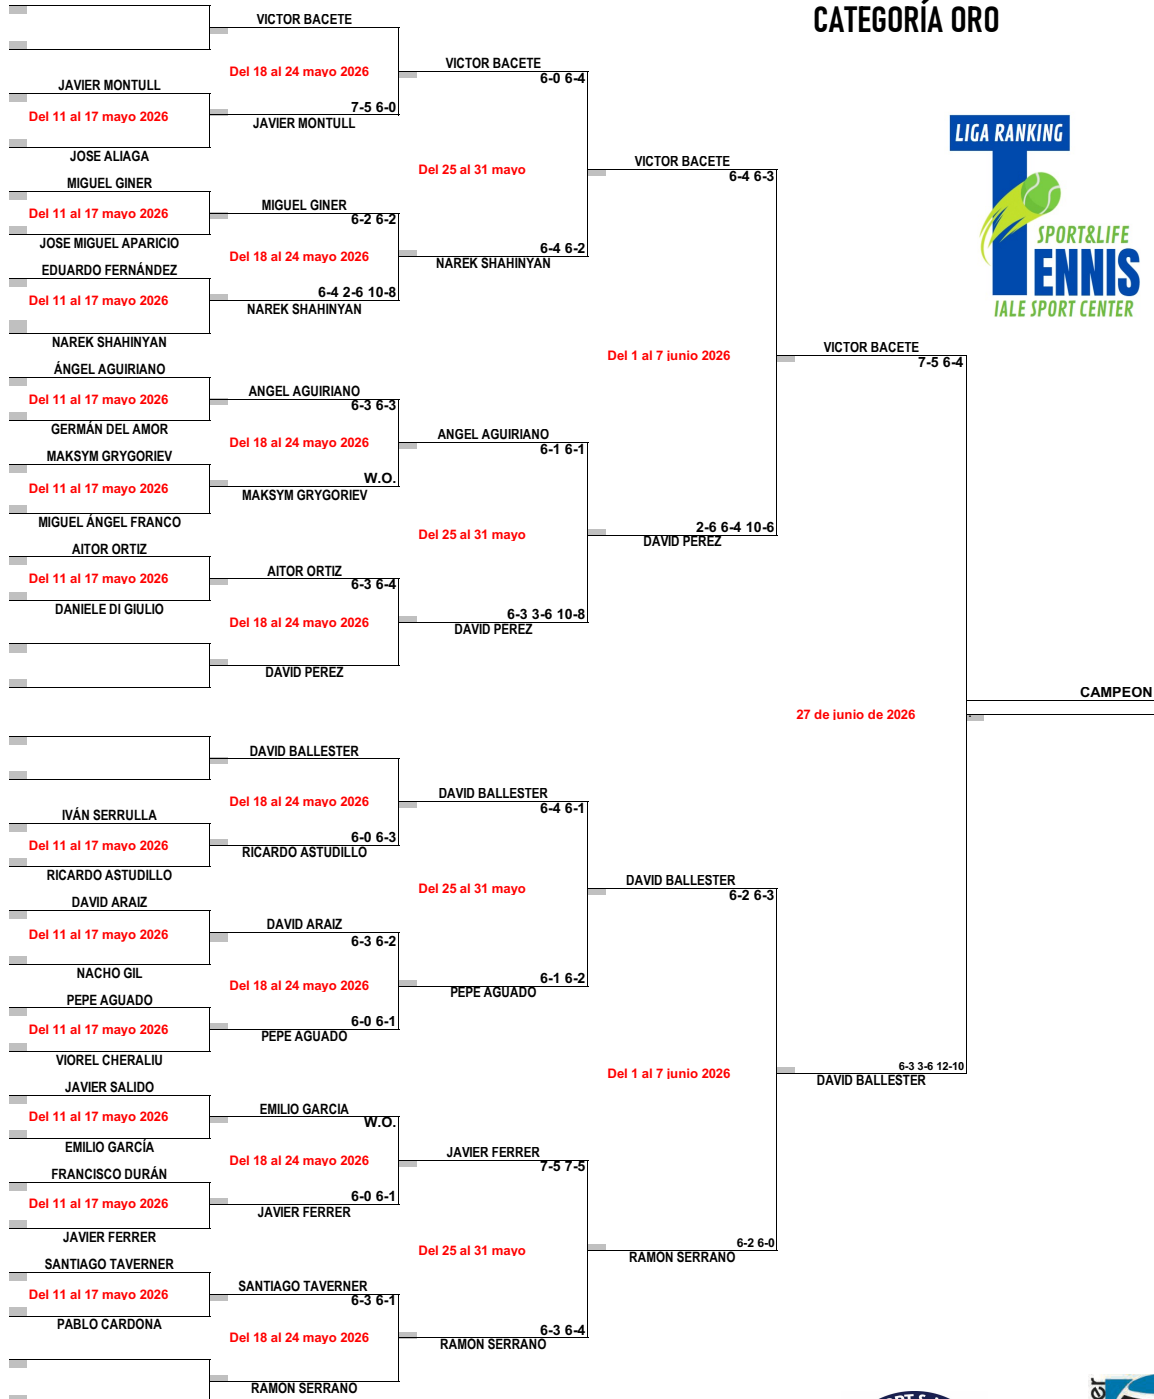 CATEGORÍA ORO
LIGA RANKING
TENNIS
SPORT&LIFE
IALE SPORT CENTER
VICTOR BACETE
Del 18 al 24 mayo 2026
VICTOR BACETE
6-0 6-4
JAVIER MONTULL
Del 11 al 17 mayo 2026
7-5 6-0
JAVIER MONTULL
JOSE ALIAGA
Del 25 al 31 mayo
VICTOR BACETE
6-4 6-3
MIGUEL GINER
Del 11 al 17 mayo 2026
MIGUEL GINER
6-2 6-2
JOSE MIGUEL APARICIO
Del 18 al 24 mayo 2026
6-4 6-2
NAREK SHAHINYAN
EDUARDO FERNÁNDEZ
Del 11 al 17 mayo 2026
6-4 2-6 10-8
NAREK SHAHINYAN
NAREK SHAHINYAN
Del 1 al 7 junio 2026
VICTOR BACETE
7-5 6-4
ÁNGEL AGUIRIANO
Del 11 al 17 mayo 2026
ANGEL AGUIRIANO
6-3 6-3
GERMÁN DEL AMOR
Del 18 al 24 mayo 2026
ANGEL AGUIRIANO
6-1 6-1
MAKSYM GRYGORIEV
Del 11 al 17 mayo 2026
W.O.
MAKSYM GRYGORIEV
MIGUEL ÁNGEL FRANCO
Del 25 al 31 mayo
2-6 6-4 10-6
DAVID PEREZ
AITOR ORTIZ
Del 11 al 17 mayo 2026
AITOR ORTIZ
6-3 6-4
DANIELE DI GIULIO
Del 18 al 24 mayo 2026
6-3 3-6 10-8
DAVID PEREZ
DAVID PEREZ
CAMPEON
27 de junio de 2026
DAVID BALLESTER
Del 18 al 24 mayo 2026
DAVID BALLESTER
6-4 6-1
IVÁN SERRULLA
Del 11 al 17 mayo 2026
6-0 6-3
RICARDO ASTUDILLO
RICARDO ASTUDILLO
Del 25 al 31 mayo
DAVID BALLESTER
6-2 6-3
DAVID ARAIZ
Del 11 al 17 mayo 2026
DAVID ARAIZ
6-3 6-2
NACHO GIL
Del 18 al 24 mayo 2026
6-1 6-2
PEPE AGUADO
PEPE AGUADO
Del 11 al 17 mayo 2026
6-0 6-1
PEPE AGUADO
VIOREL CHERALIU
Del 1 al 7 junio 2026
6-3 3-6 12-10
DAVID BALLESTER
JAVIER SALIDO
Del 11 al 17 mayo 2026
EMILIO GARCIA
W.O.
EMILIO GARCÍA
Del 18 al 24 mayo 2026
JAVIER FERRER
7-5 7-5
FRANCISCO DURÁN
Del 11 al 17 mayo 2026
6-0 6-1
JAVIER FERRER
JAVIER FERRER
Del 25 al 31 mayo
6-2 6-0
RAMON SERRANO
SANTIAGO TAVERNER
Del 11 al 17 mayo 2026
SANTIAGO TAVERNER
6-3 6-1
PABLO CARDONA
Del 18 al 24 mayo 2026
6-3 6-4
RAMON SERRANO
RAMON SERRANO